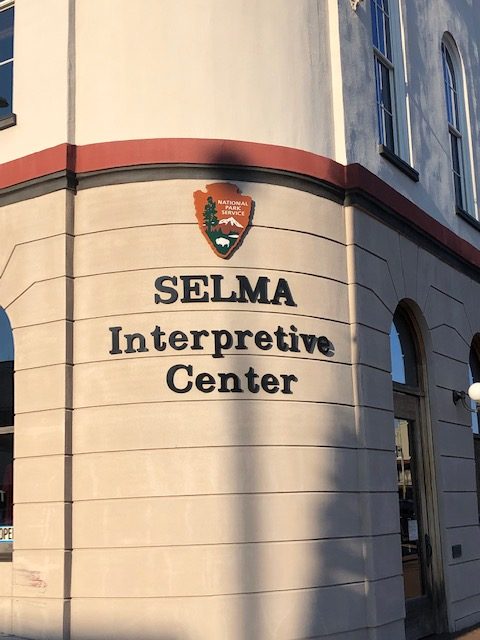 NATIONAL
PARK
SERVICE
SELMA
Interpretive
Center